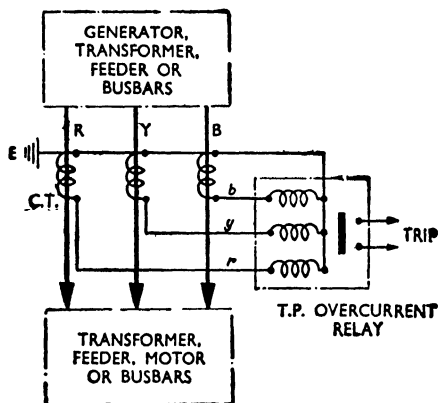 GENERATOR,
TRANSFORMER,
FEEDER OR
BUSBARS
R Y B
E
C.T.
b
y
r
TRIP
T.P. OVERCURRENT
RELAY
TRANSFORMER,
FEEDER, MOTOR
OR BUSBARS